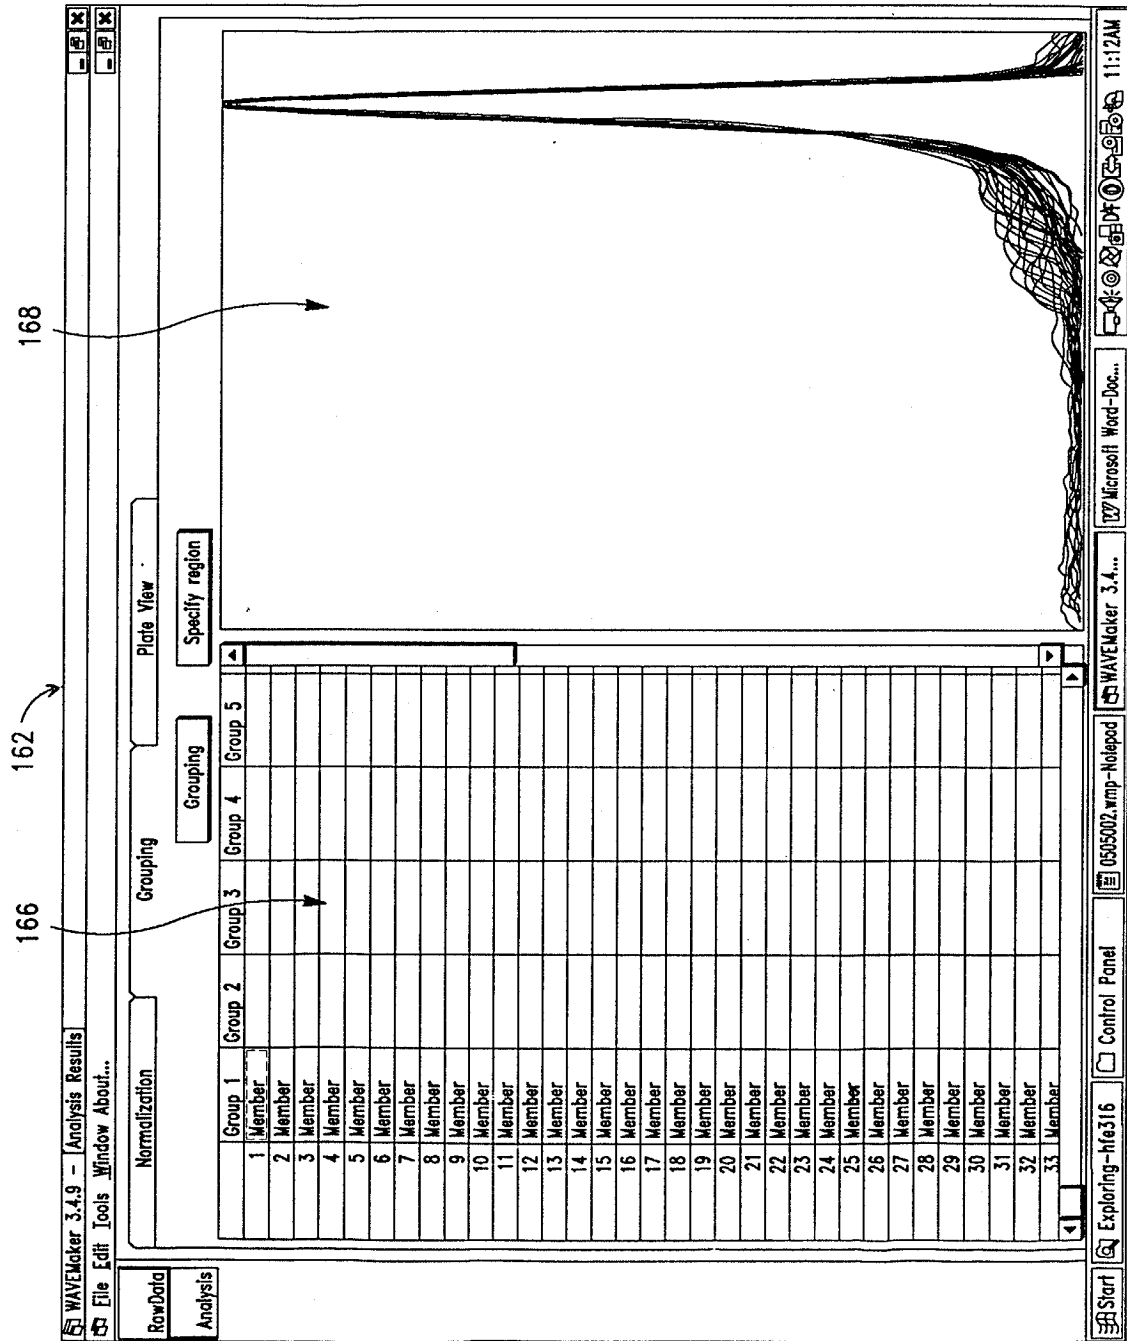 162
166
168
WAVEMaker 3.4.9 - [Analysis Results]
File Edit Tools Window About...
RawData
Analysis
Normalization Grouping Plate View
Grouping Specify region
Group 1 Group 2 Group 3 Group 4 Group 5
1 Member
2 Member
3 Member
4 Member
5 Member
6 Member
7 Member
8 Member
9 Member
10 Member
11 Member
12 Member
13 Member
14 Member
15 Member
16 Member
17 Member
18 Member
19 Member
20 Member
21 Member
22 Member
23 Member
24 Member
25 Member
26 Member
27 Member
28 Member
29 Member
30 Member
31 Member
32 Member
33 Member
Start Exploring-hfe316 Control Panel 0505002.wmp-Notepad WAVEMaker 3.4... W Microsoft Word-Doc... 11:12AM